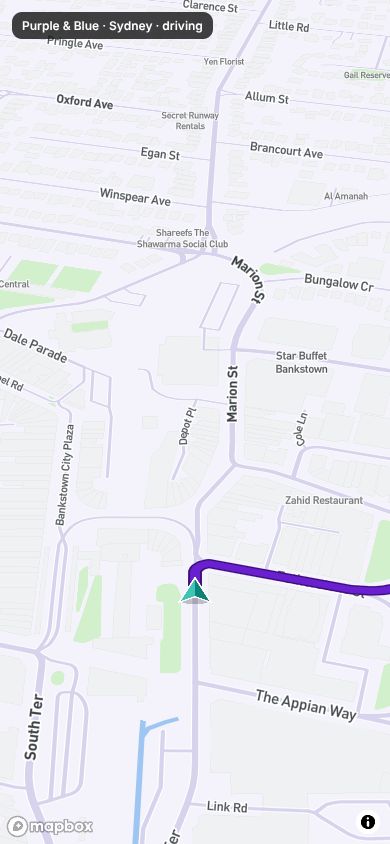 Clarence St
Purple & Blue · Sydney · driving
Little Rd
Pringle Ave
Yen Florist
Gail Reserve
Oxford Ave
Allum St
Secret Runway
Rentals
Egan St
Brancourt Ave
Winspear Ave
Al Amanah
Shareefs The
Shawarma Social Club
Marion St
Central
Bungalow Cr
Dale Parade
Star Buffet
Bankstown
Marion St
Depot Pl
Cole Ln
Bankstown City Plaza
Zahid Restaurant
South Ter
The Appian Way
Link Rd
mapbox